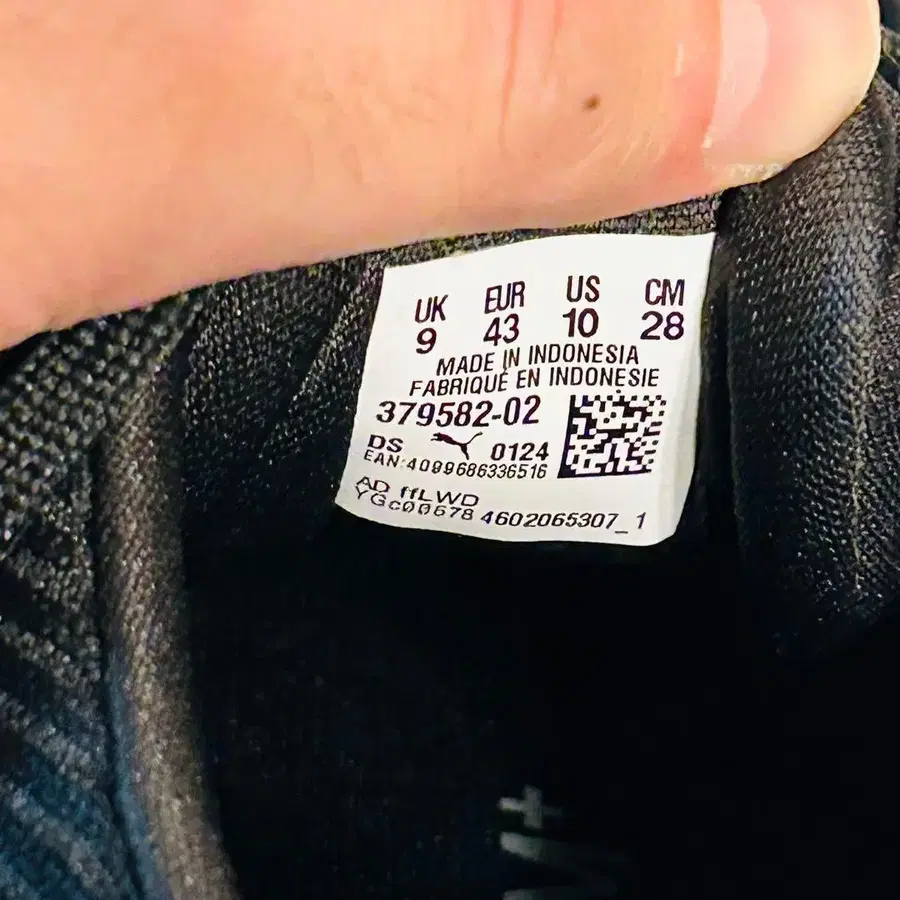 UK EUR US CM
9 43 10 28
MADE IN INDONESIA
FABRIQUÉ EN INDONESIE
379582-02
DS 0124
EAN:4099686336516
AD ffLWD
YGc00678 4602065307_1